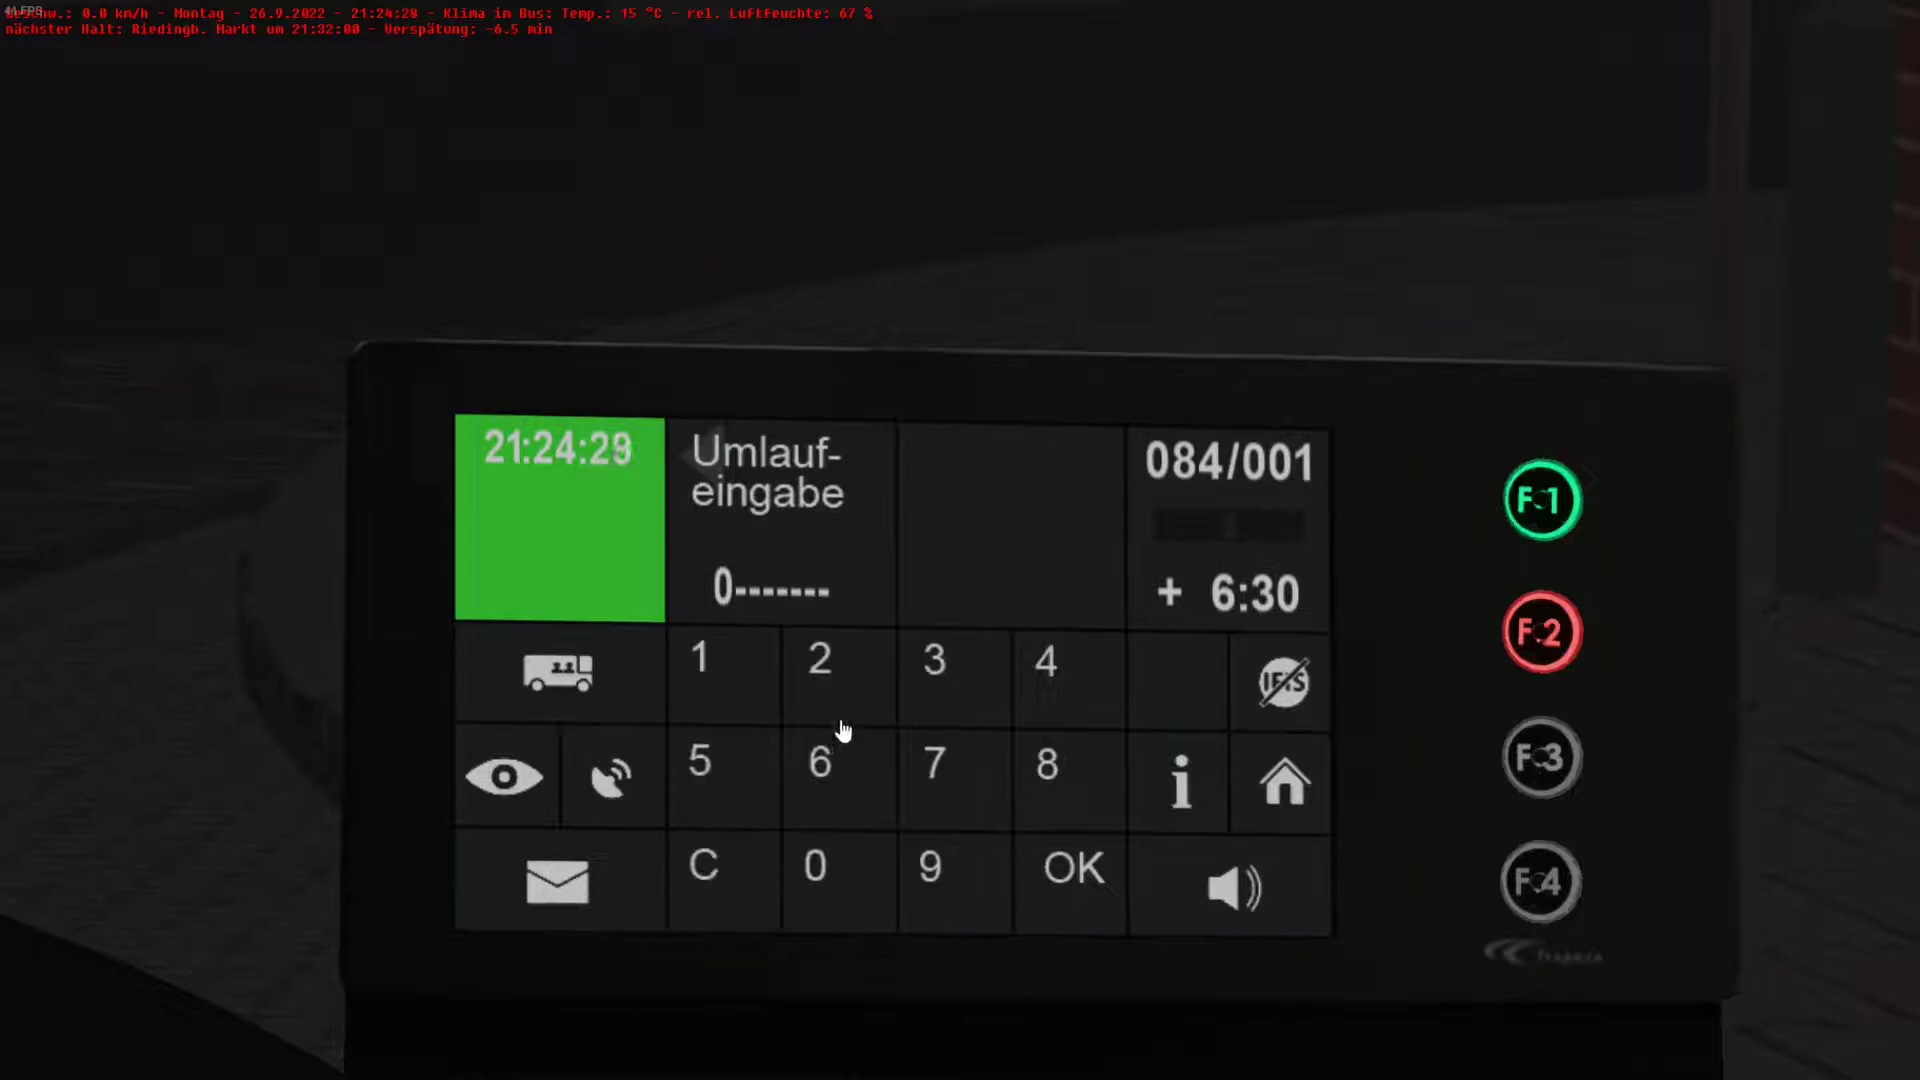 Geschw.: 0.0 km/h - Montag - 26.9.2022 - 21:24:28 - Klima im Bus: Temp.: 15 °C - rel. Luftfeuchte: 67 %
nächster Halt: Riedingb. Markt um 21:32:00 - Verspätung: -6.5 min
21:24:29
Umlauf-
eingabe
0-------
084/001
+ 6:30
1 2 3 4
5 6 7 8
C 0 9 OK
i
F1
F2
F3
F4